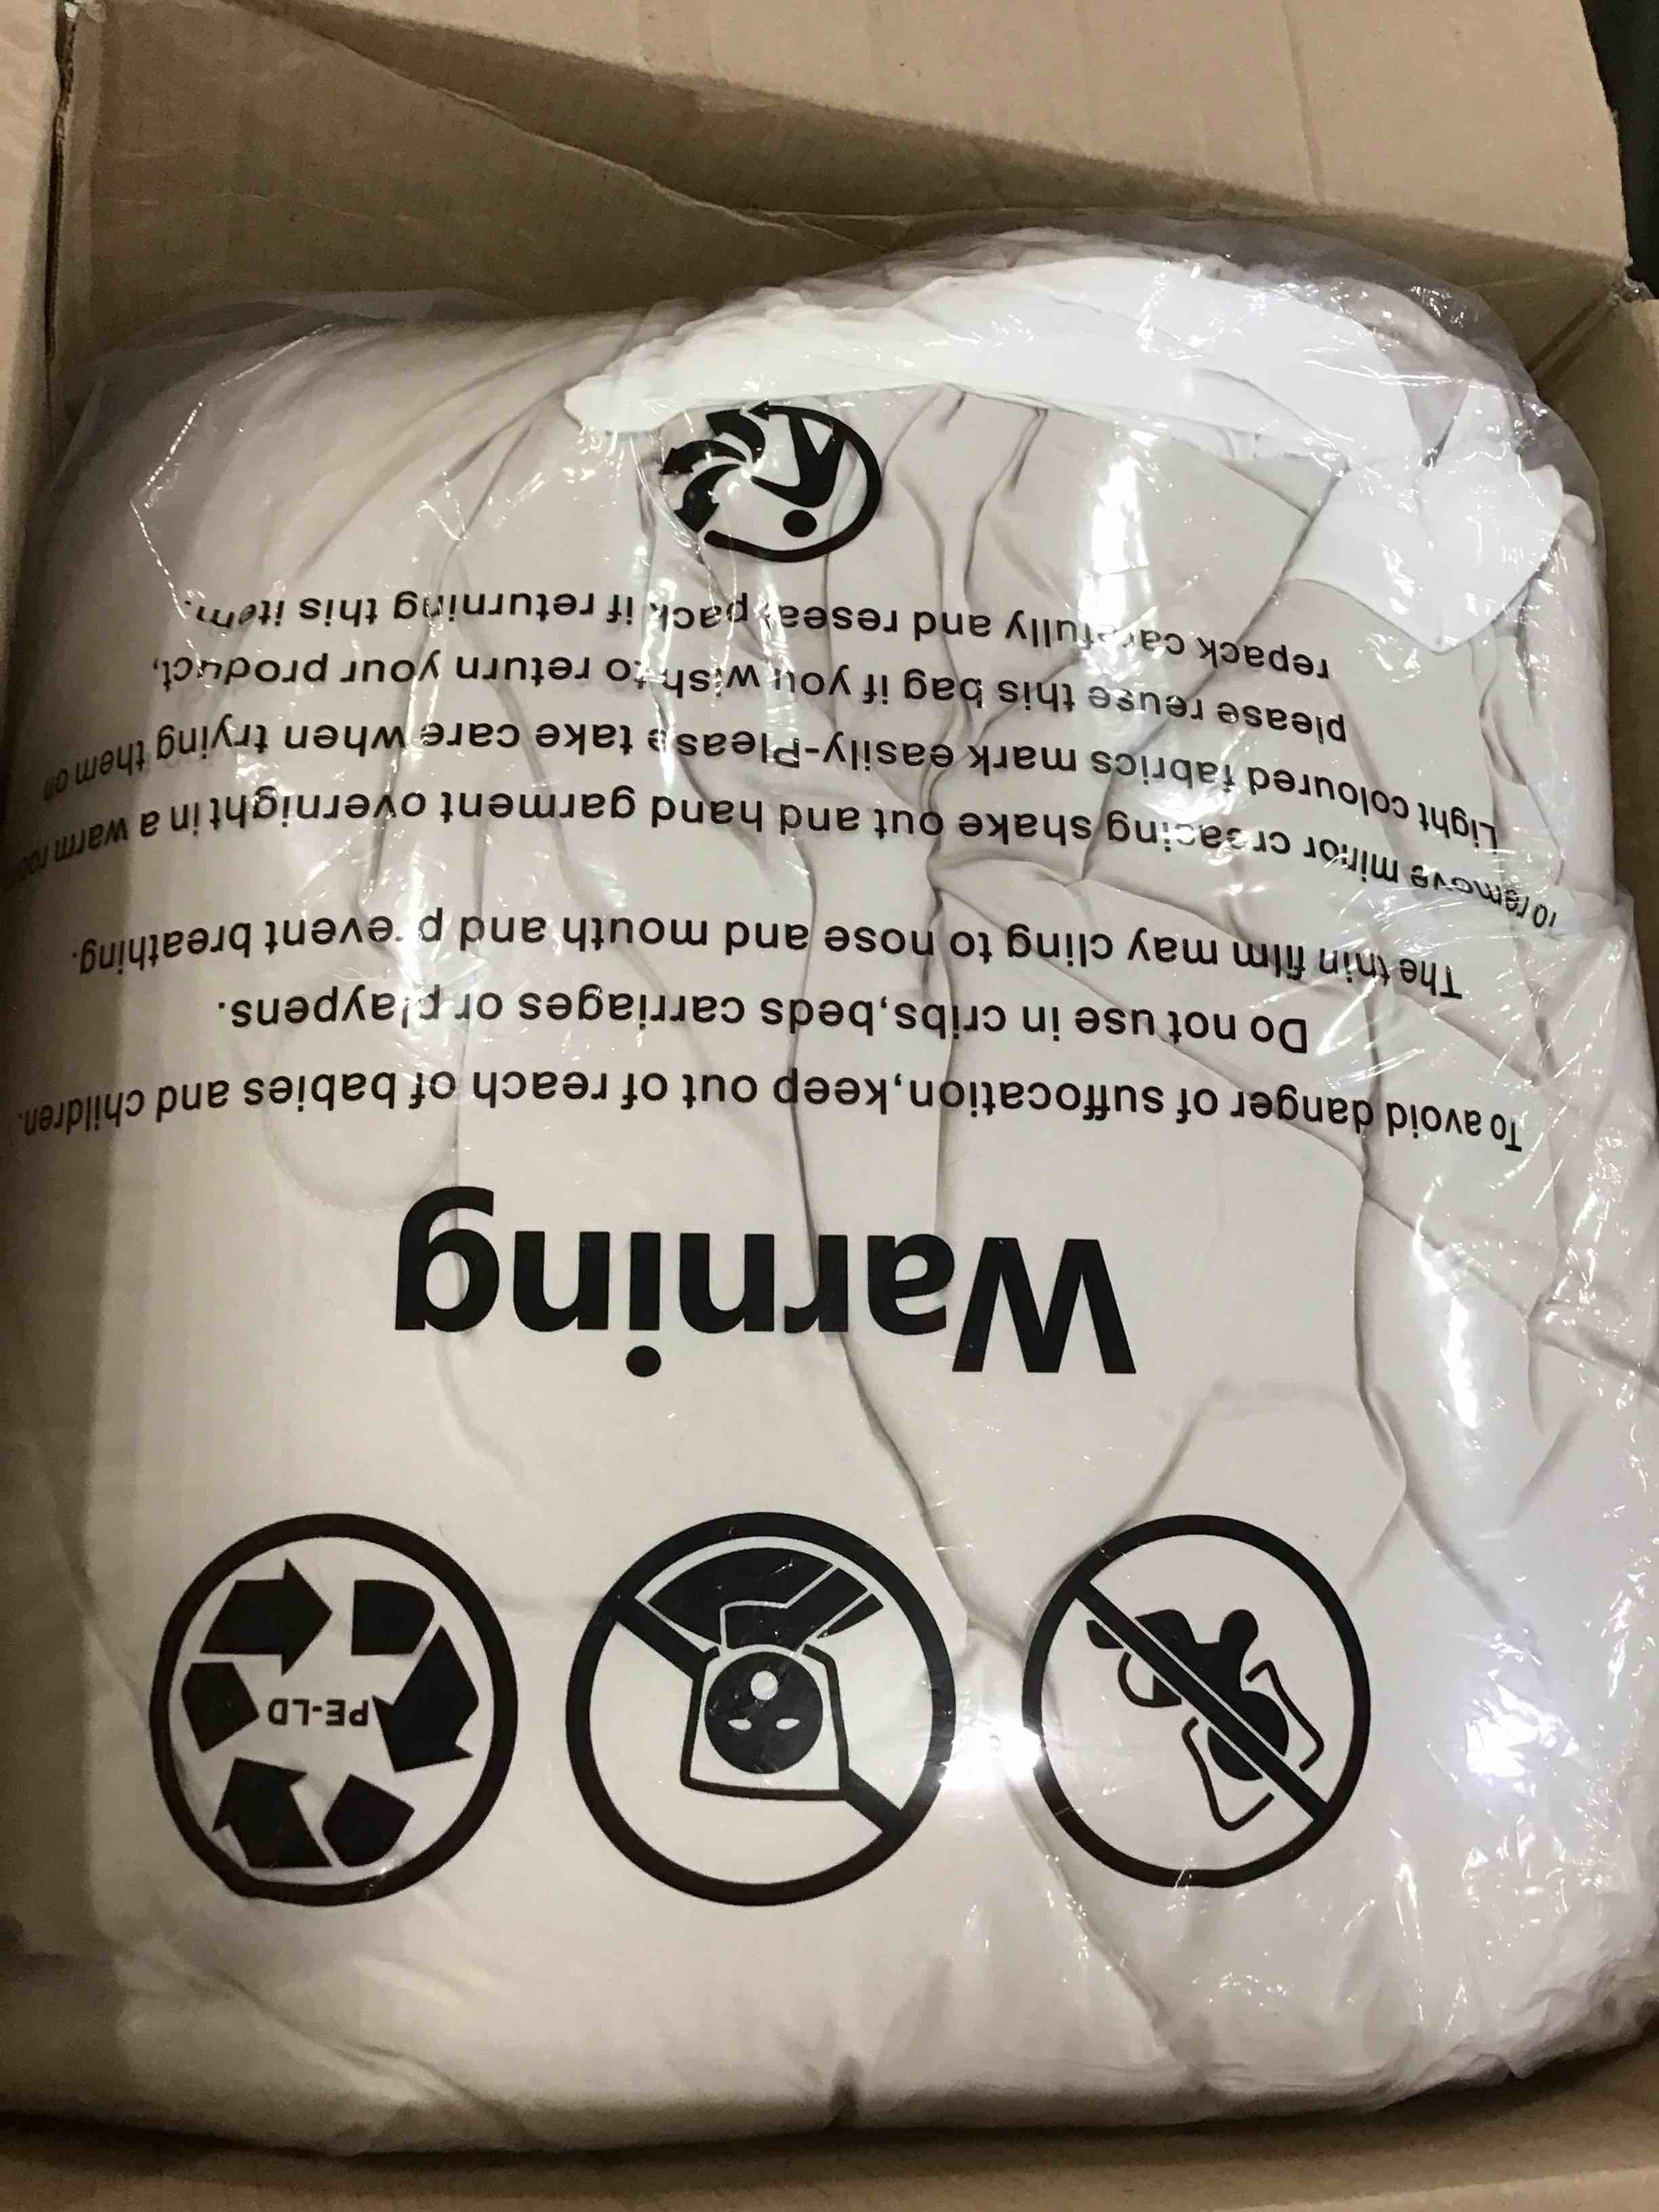 PE-LD
Warning
To avoid danger of suffocation,keep out of reach of babies and children.
Do not use in cribs,beds carriages or playpens.
The thin film may cling to nose and mouth and prevent breathing.
To remove minor creasing shake out and hand garment overnight in a warm room
Light coloured fabrics mark easily-Please take care when trying them on
please reuse this bag if you wish to return your product,
repack carefully and reseal pack if returning this item.